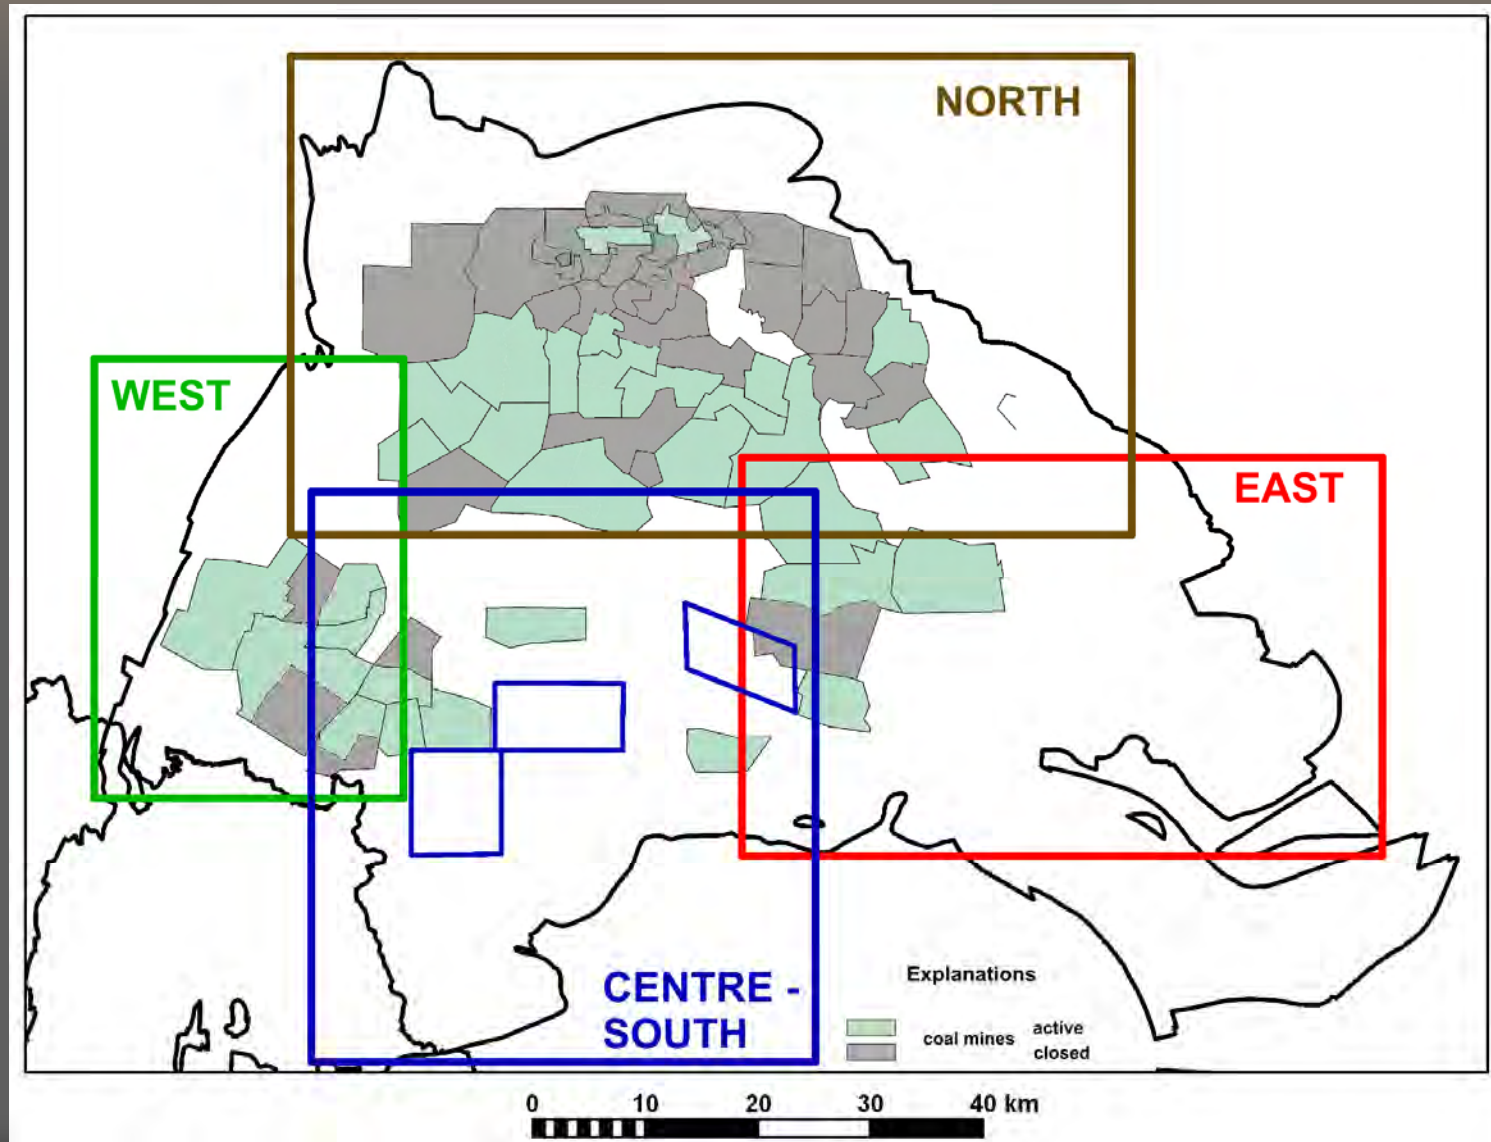 NORTH
WEST
EAST
CENTRE -
SOUTH
Explanations
coal mines active
closed
0 10 20 30 40 km